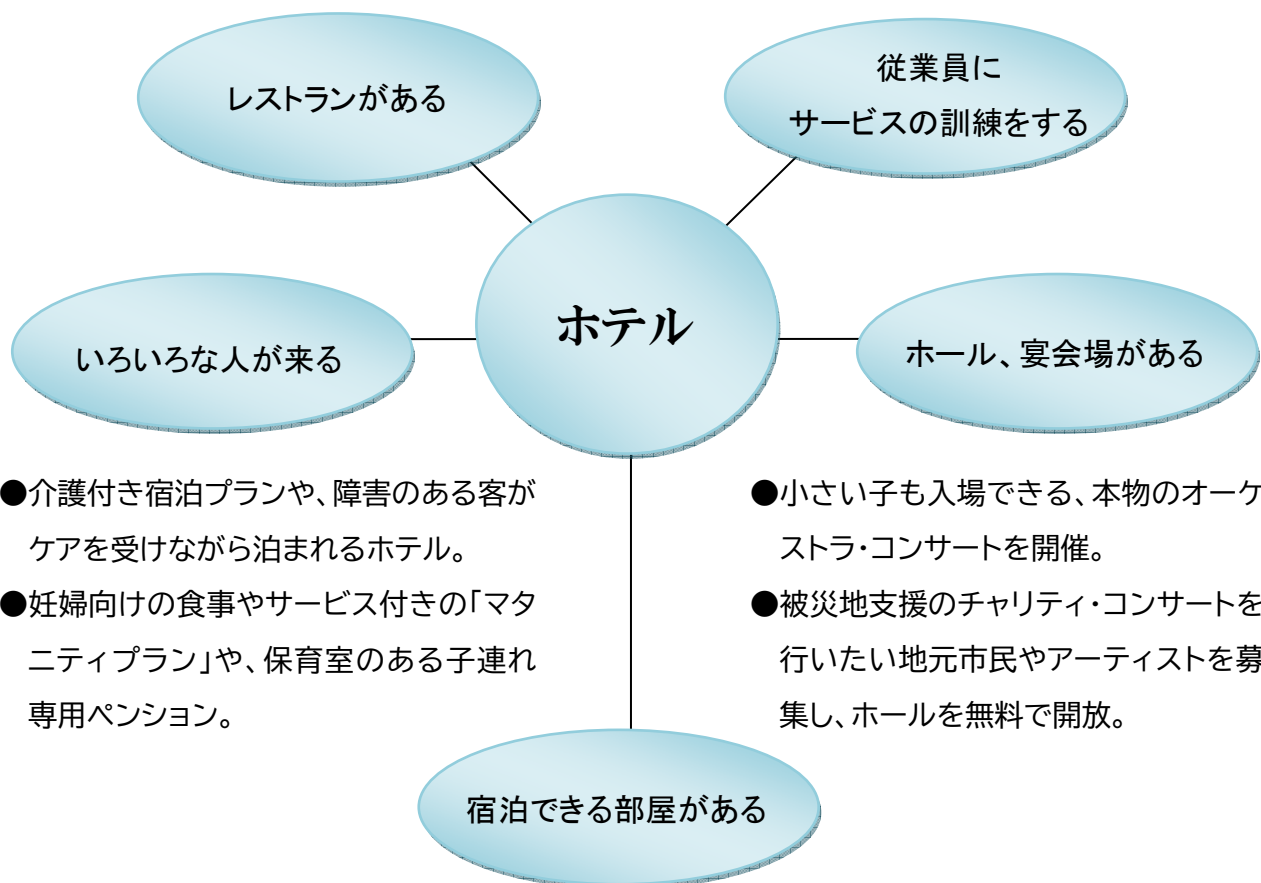 レストランがある
従業員に
サービスの訓練をする
ホテル
いろいろな人が来る
ホール、宴会場がある
●介護付き宿泊プランや、障害のある客が
ケアを受けながら泊まれるホテル。
●妊婦向けの食事やサービス付きの「マタ
ニティプラン」や、保育室のある子連れ
専用ペンション。
●小さい子も入場できる、本物のオーケ
ストラ・コンサートを開催。
●被災地支援のチャリティ・コンサートを
行いたい地元市民やアーティストを募
集し、ホールを無料で開放。
宿泊できる部屋がある